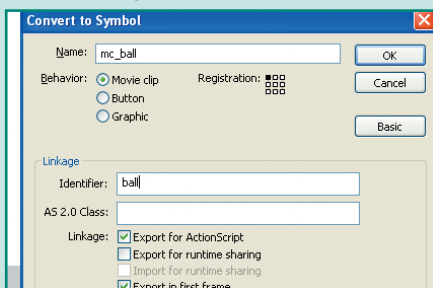 Convert to Symbol
Name: mc_ball
OK
Behavior: Movie clip Registration:
Cancel
Button
Graphic
Basic
Linkage
Identifier: ball
AS 2.0 Class:
Linkage: Export for ActionScript
Export for runtime sharing
Import for runtime sharing
Export in first frame